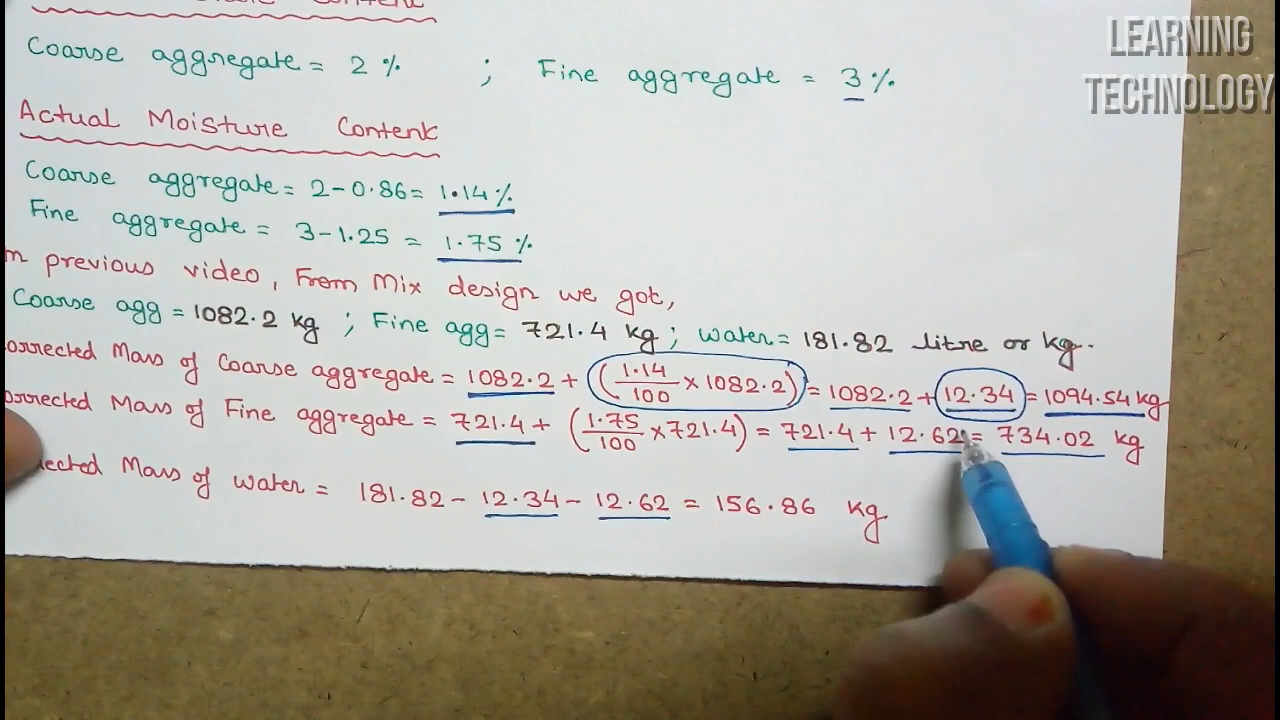 LEARNING
TECHNOLOGY
Coarse aggregate = 2 % ; Fine aggregate = 3 %
Actual Moisture Content
Coarse aggregate = 2 - 0.86 = 1.14 %
Fine aggregate = 3 - 1.25 = 1.75 %
m previous video, From Mix design we got,
Coarse agg = 1082.2 kg ; Fine agg = 721.4 kg ; water = 181.82 litre or kg.
orrected Mass of Coarse aggregate = 1082.2 + (1.14/100 × 1082.2) = 1082.2 + 12.34 = 1094.54 kg
orrected Mass of Fine aggregate = 721.4 + (1.75/100 × 721.4) = 721.4 + 12.62 = 734.02 kg
ected Mass of water = 181.82 - 12.34 - 12.62 = 156.86 kg